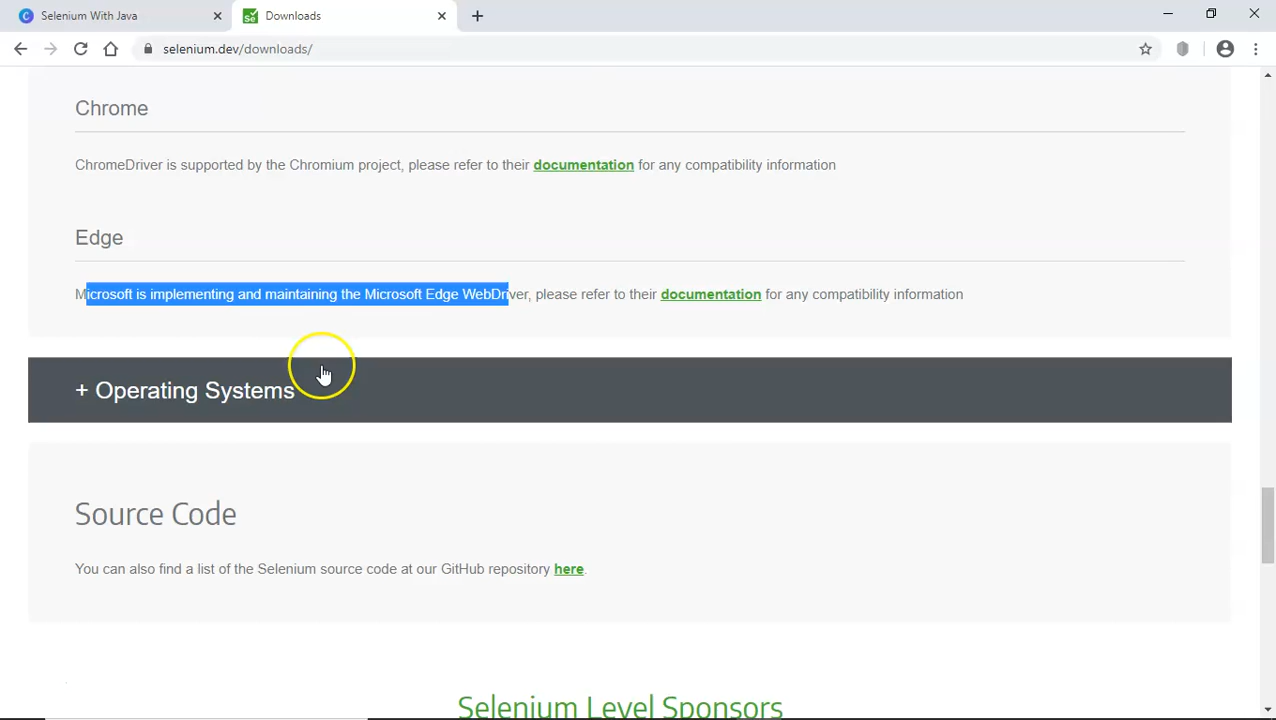 Selenium With Java
Downloads
selenium.dev/downloads/
Chrome
ChromeDriver is supported by the Chromium project, please refer to their documentation for any compatibility information
Edge
Microsoft is implementing and maintaining the Microsoft Edge WebDriver, please refer to their documentation for any compatibility information
+ Operating Systems
Source Code
You can also find a list of the Selenium source code at our GitHub repository here.
Selenium Level Sponsors